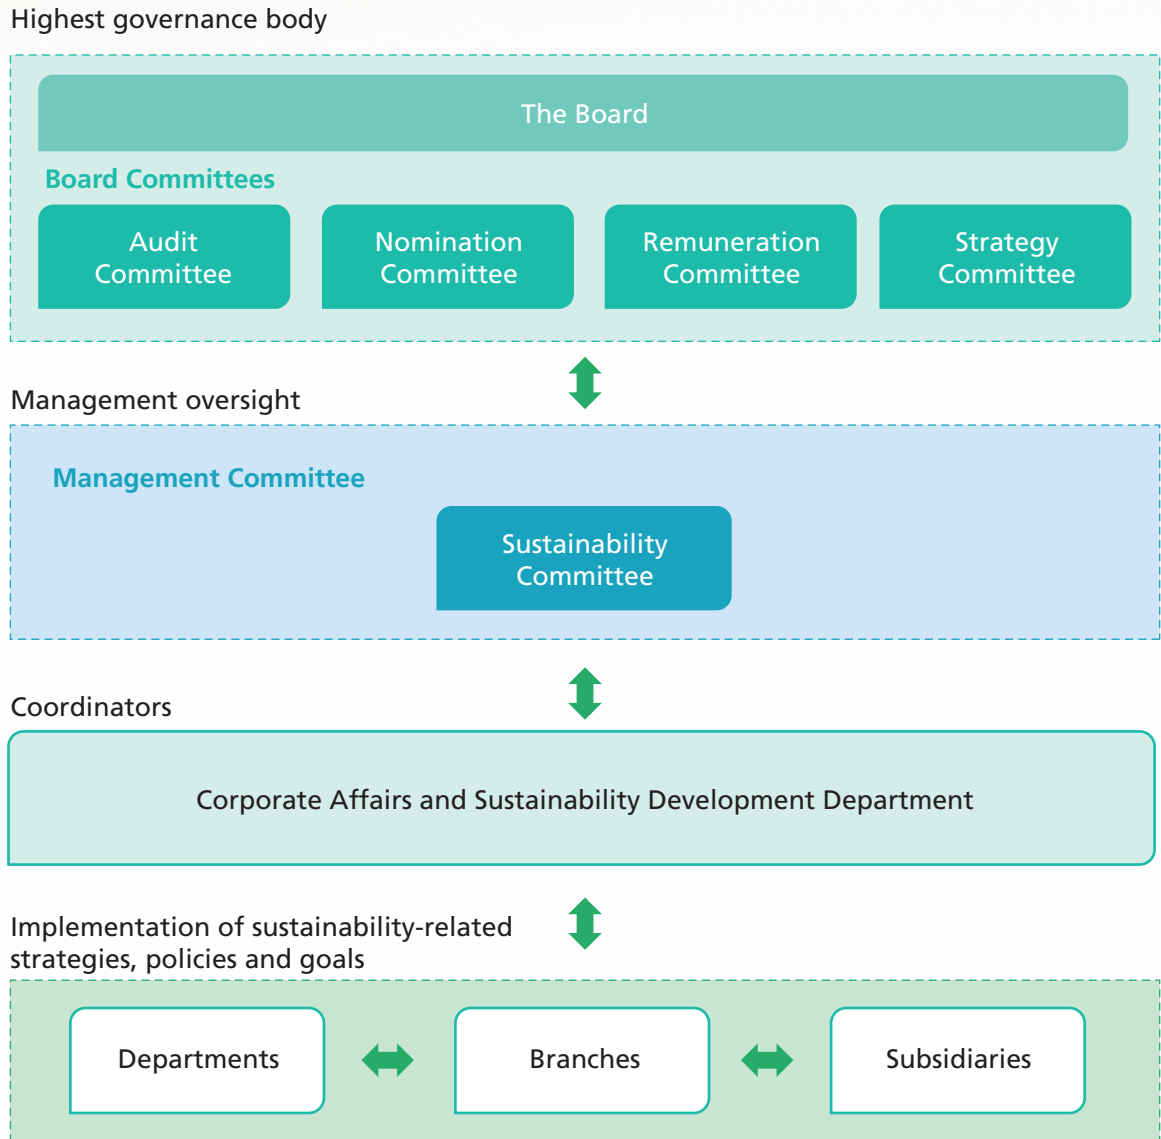 Highest governance body
The Board
Board Committees
Audit
Committee
Nomination
Committee
Remuneration
Committee
Strategy
Committee
Management oversight
Management Committee
Sustainability
Committee
Coordinators
Corporate Affairs and Sustainability Development Department
Implementation of sustainability-related
strategies, policies and goals
Departments
Branches
Subsidiaries